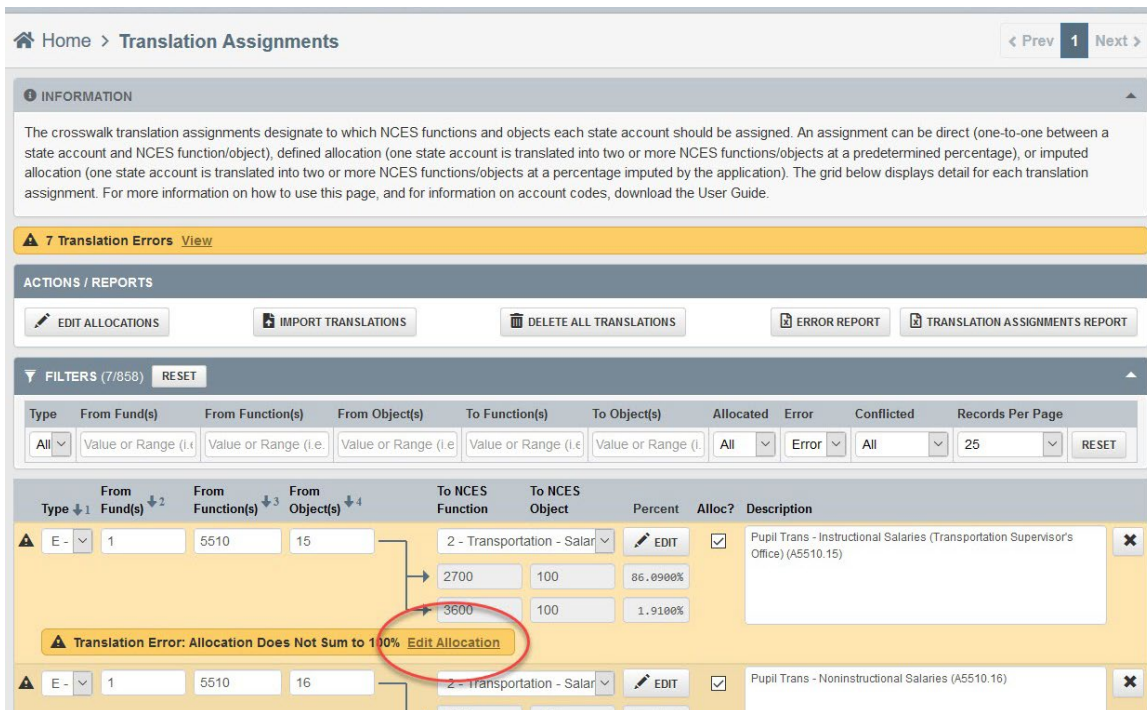 Home > Translation Assignments
< Prev 1 Next >
INFORMATION
The crosswalk translation assignments designate to which NCES functions and objects each state account should be assigned. An assignment can be direct (one-to-one between a
state account and NCES function/object), defined allocation (one state account is translated into two or more NCES functions/objects at a predetermined percentage), or imputed
allocation (one state account is translated into two or more NCES functions/objects at a percentage imputed by the application). The grid below displays detail for each translation
assignment. For more information on how to use this page, and for information on account codes, download the User Guide.
7 Translation Errors View
ACTIONS / REPORTS
EDIT ALLOCATIONS IMPORT TRANSLATIONS DELETE ALL TRANSLATIONS ERROR REPORT TRANSLATION ASSIGNMENTS REPORT
FILTERS (7/858) RESET
Type From Fund(s) From Function(s) From Object(s) To Function(s) To Object(s) Allocated Error Conflicted Records Per Page
All Value or Range (i.e Value or Range (i.e. Value or Range (i.e Value or Range (i.e Value or Range (i. All Error All 25 RESET
Type 1 From Fund(s) 2 From Function(s) 3 From Object(s) 4 To NCES Function To NCES Object Percent Alloc? Description
E - 1 5510 15 2 - Transportation - Salar EDIT Pupil Trans - Instructional Salaries (Transportation Supervisor's
Office) (A5510.15)
2700 100 86.0900%
3600 100 1.9100%
Translation Error: Allocation Does Not Sum to 100% Edit Allocation
E - 1 5510 16 2 - Transportation - Salar EDIT Pupil Trans - Noninstructional Salaries (A5510.16)